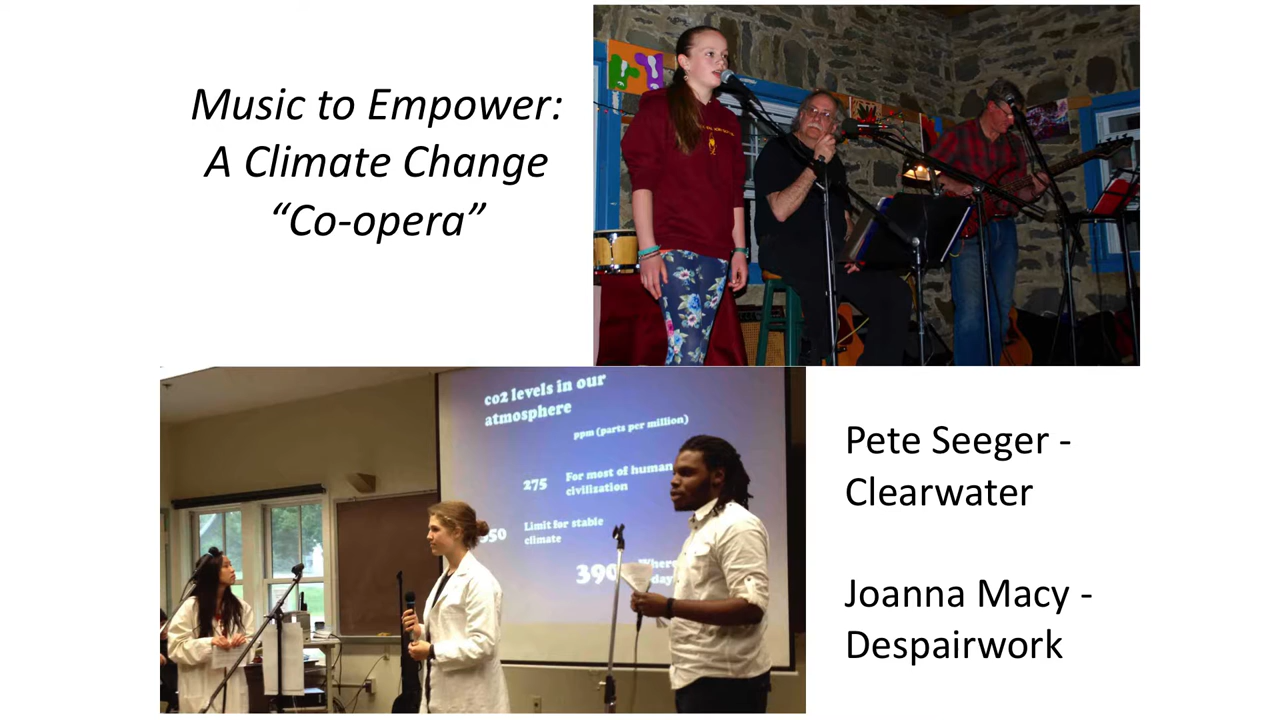 Music to Empower:
A Climate Change
“Co-opera”
co2 levels in our
atmosphere
ppm (parts per million)
275 For most of human
civilization
Limit for stable
climate
390
Pete Seeger -
Clearwater
Joanna Macy -
Despairwork